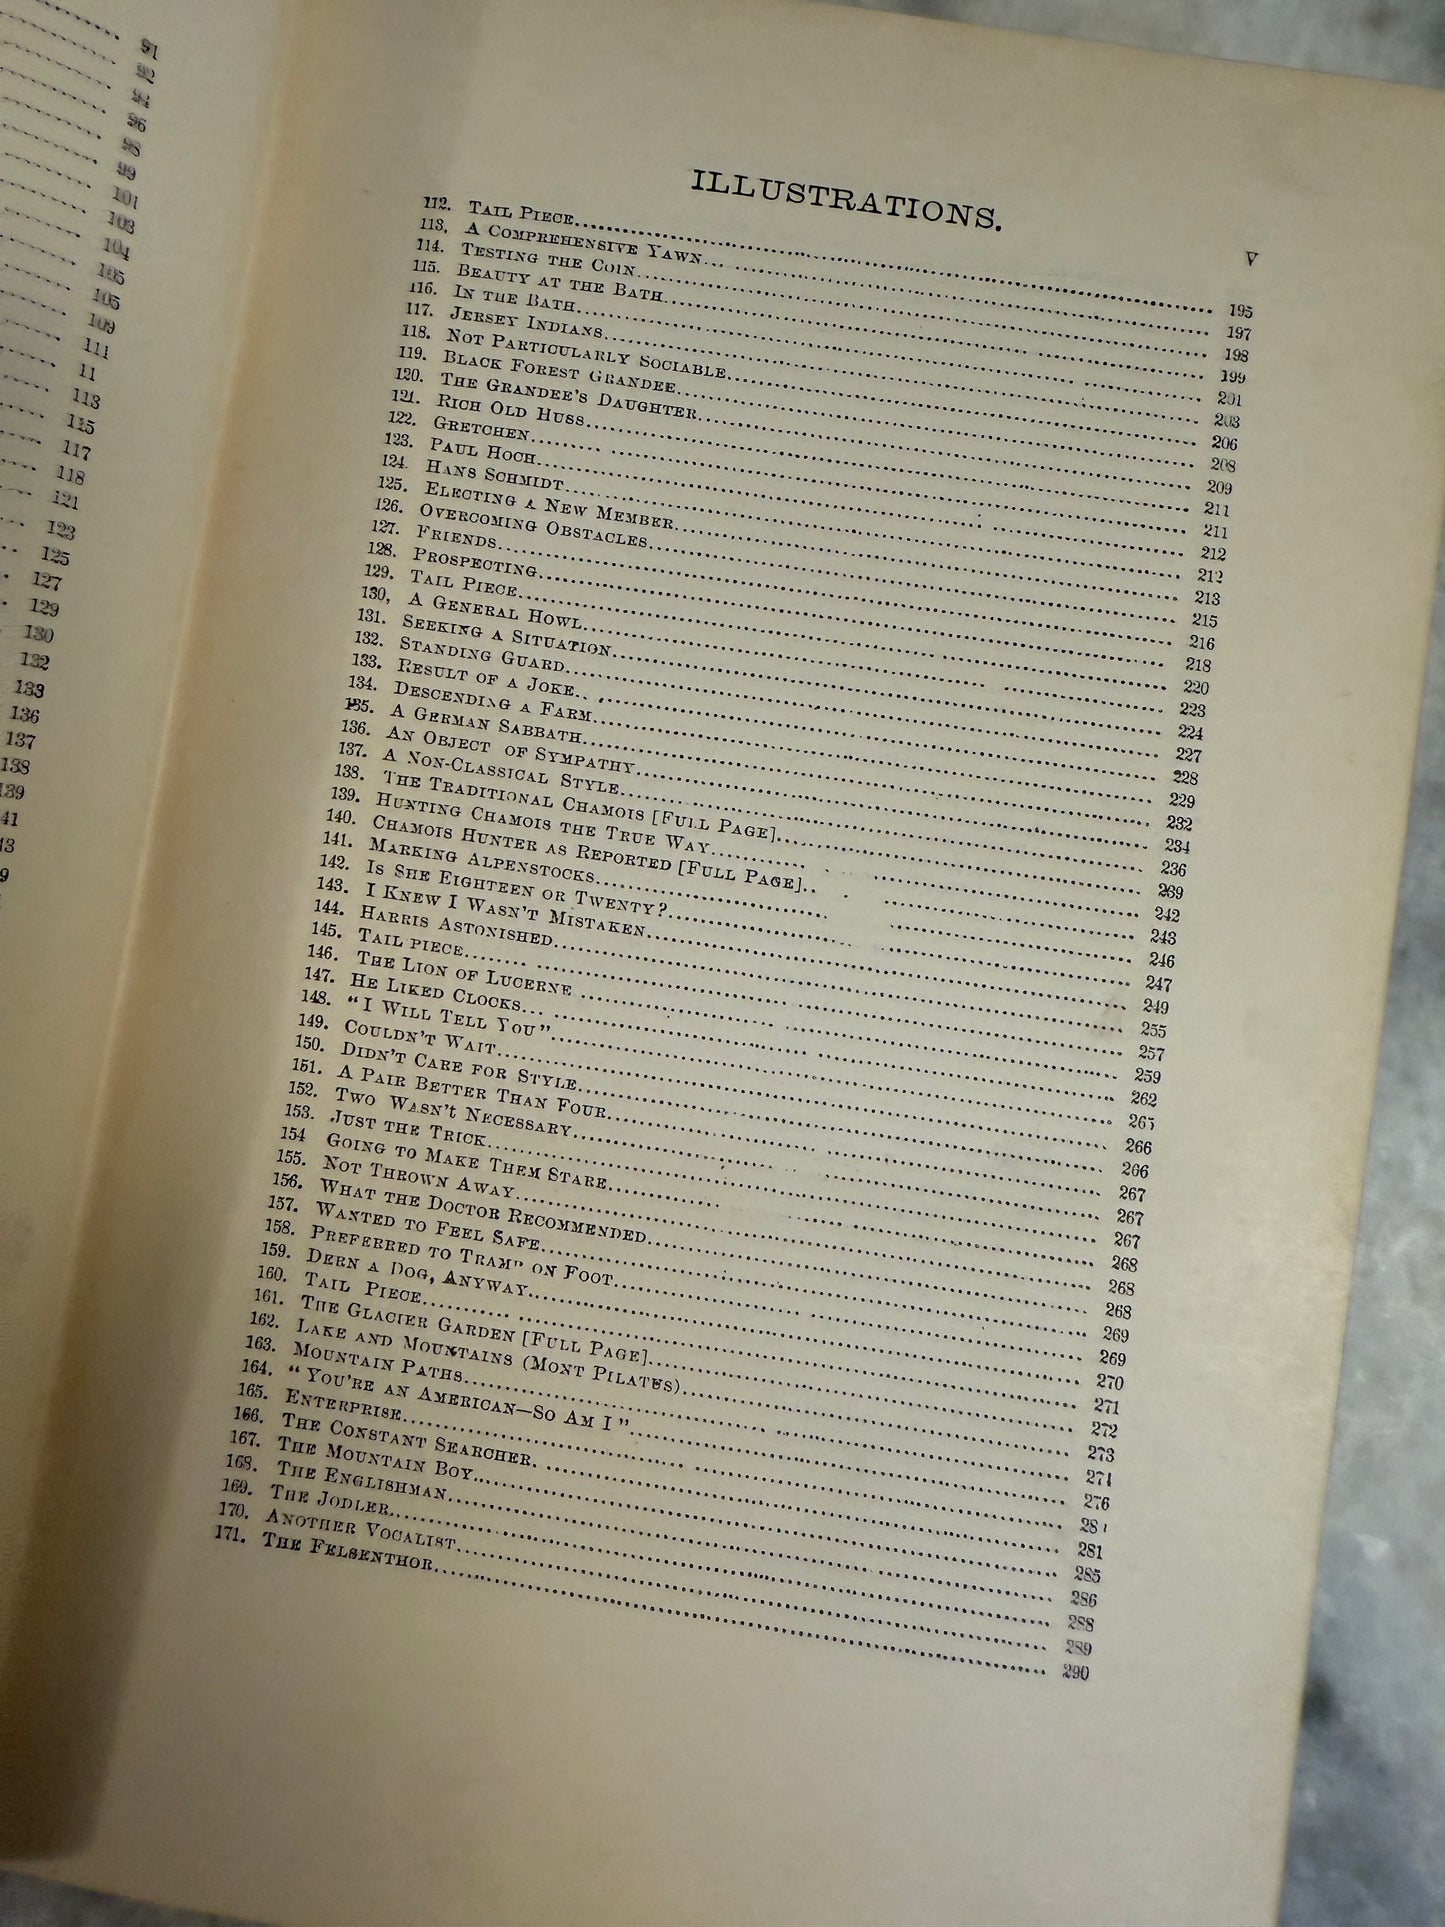 91
92
94
96
98
99
101
103
104
105
105
109
111
11
113
115
117
118
121
123
125
127
129
130
132
133
136
137
138
139
41
13
9
ILLUSTRATIONS.
V
112. TAIL PIECE 195
113. A COMPREHENSIVE YAWN 197
114. TESTING THE COIN 198
115. BEAUTY AT THE BATH 199
116. IN THE BATH 201
117. JERSEY INDIANS 203
118. NOT PARTICULARLY SOCIABLE 206
119. BLACK FOREST GRANDEE 208
120. THE GRANDEE'S DAUGHTER 209
121. RICH OLD HUSS 211
122. GRETCHEN 211
123. PAUL HOCH 212
124. HANS SCHMIDT 212
125. ELECTING A NEW MEMBER 213
126. OVERCOMING OBSTACLES 215
127. FRIENDS 216
128. PROSPECTING 218
129. TAIL PIECE 220
130, A GENERAL HOWL 223
131. SEEKING A SITUATION 224
132. STANDING GUARD 227
133. RESULT OF A JOKE 228
134. DESCENDING A FARM 229
135. A GERMAN SABBATH 232
136. AN OBJECT OF SYMPATHY 234
137. A NON-CLASSICAL STYLE 236
138. THE TRADITIONAL CHAMOIS [FULL PAGE] 239
139. HUNTING CHAMOIS THE TRUE WAY 242
140. CHAMOIS HUNTER AS REPORTED [FULL PAGE] 243
141. MARKING ALPENSTOCKS 246
142. IS SHE EIGHTEEN OR TWENTY? 247
143. I KNEW I WASN'T MISTAKEN 249
144. HARRIS ASTONISHED 255
145. TAIL PIECE 257
146. THE LION OF LUCERNE 259
147. HE LIKED CLOCKS 262
148. "I WILL TELL YOU" 265
149. COULDN'T WAIT 266
150. DIDN'T CARE FOR STYLE 266
151. A PAIR BETTER THAN FOUR 267
152. TWO WASN't NECESSARY 267
153. JUST THE TRICK 267
154 GOING TO MAKE THEM STARE 268
155. NOT THROWN AWAY 268
156. WHAT THE DOCTOR RECOMMENDED 268
157. WANTED TO FEEL SAFE 269
158. PREFERRED TO TRAMP ON FOOT 269
159. DERN A DOG, ANYWAY 270
160. TAIL PIECE 271
161. THE GLACIER GARDEN [FULL PAGE] 272
162. LAKE AND MOUNTAINS (MONT PILATUS) 273
163. MOUNTAIN PATHS 274
164. "YOU'RE AN AMERICAN—SO AM I" 276
165. ENTERPRISE 281
166. THE CONSTANT SEARCHER 281
167. THE MOUNTAIN BOY 285
168. THE ENGLISHMAN 286
169. THE JODLER 288
170. ANOTHER VOCALIST 289
171. THE FELSENTHOR 290